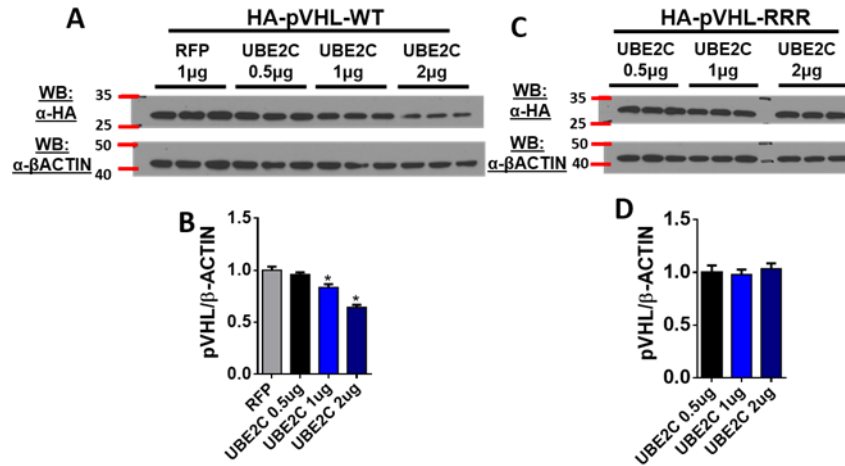 A
HA-pVHL-WT
RFP
1µg
UBE2C
0.5µg
UBE2C
1µg
UBE2C
2µg
WB:
α-HA
35
25
WB:
α-βACTIN
50
40
C
HA-pVHL-RRR
UBE2C
0.5µg
UBE2C
1µg
UBE2C
2µg
WB:
α-HA
35
25
WB:
α-βACTIN
50
40
B
pVHL/β-ACTIN
1.5
1.0
0.5
0.0
*
*
RFP
UBE2C 0.5ug
UBE2C 1ug
UBE2C 2ug
D
pVHL/β-ACTIN
1.5
1.0
0.5
0.0
UBE2C 0.5ug
UBE2C 1ug
UBE2C 2ug